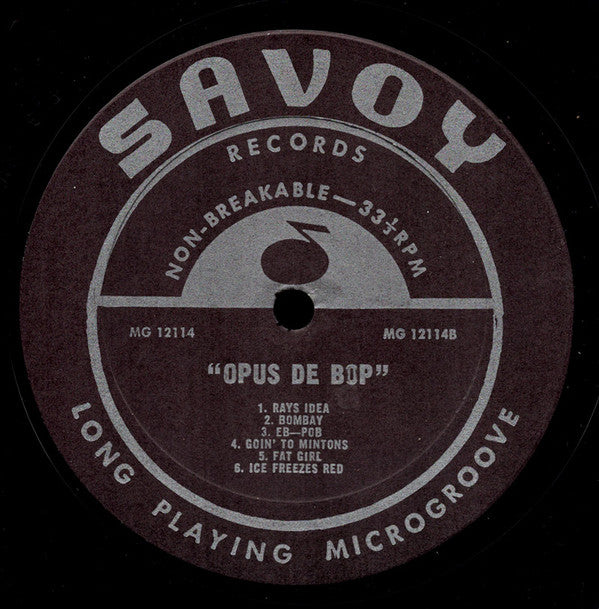 SAVOY
RECORDS
NON-BREAKABLE—33⅓RPM
MG 12114
MG 12114B
"OPUS DE BOP"
1. RAYS IDEA
2. BOMBAY
3. EB—POB
4. GOIN' TO MINTONS
5. FAT GIRL
6. ICE FREEZES RED
LONG PLAYING MICROGROOVE